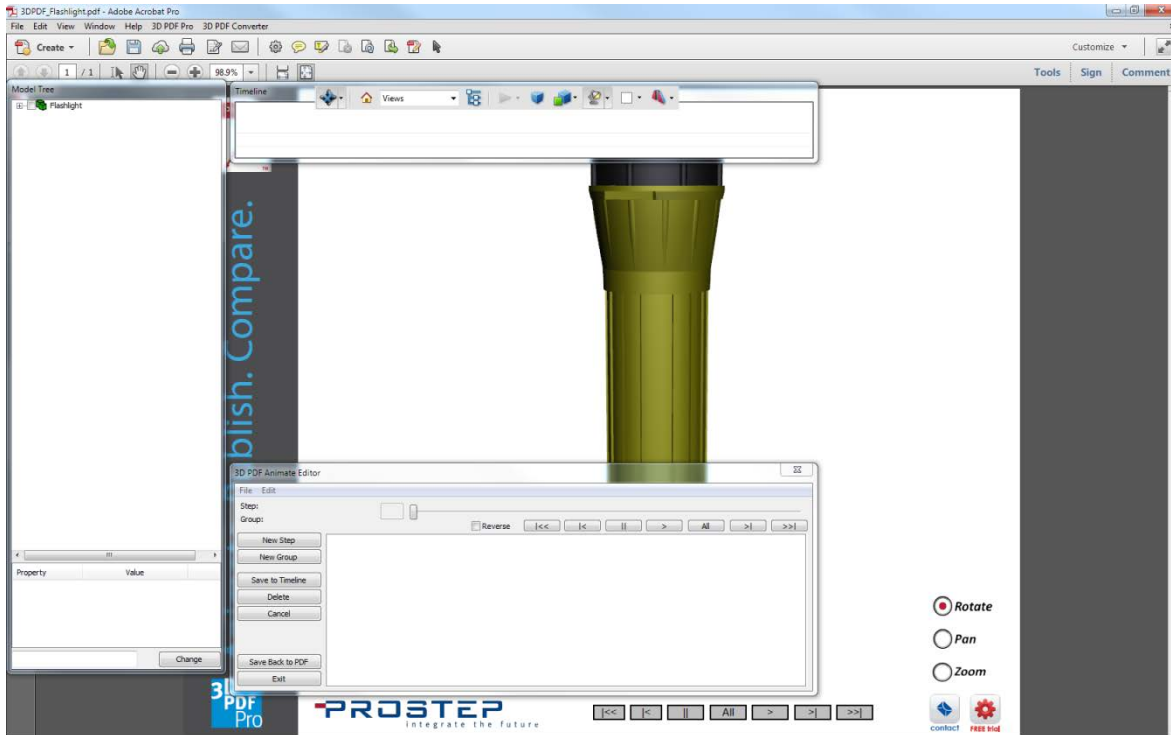 3DPDF_Flashlight.pdf - Adobe Acrobat Pro
File Edit View Window Help 3D PDF Pro 3D PDF Converter
Create Customize
1 / 1 98.9% Tools Sign Comment
Model Tree
Flashlight
Timeline
Views
blish. Compare.
3D PDF Animate Editor
File Edit
Step:
Group:
Reverse |<< |< || > All >| >>|
New Step
New Group
Save to Timeline
Delete
Cancel
Save Back to PDF
Exit
Property Value
Change
Rotate
Pan
Zoom
3D
PDF
Pro
PROSTEP
integrate the future
|<< |< || All > >| >>|
contact FREE trial